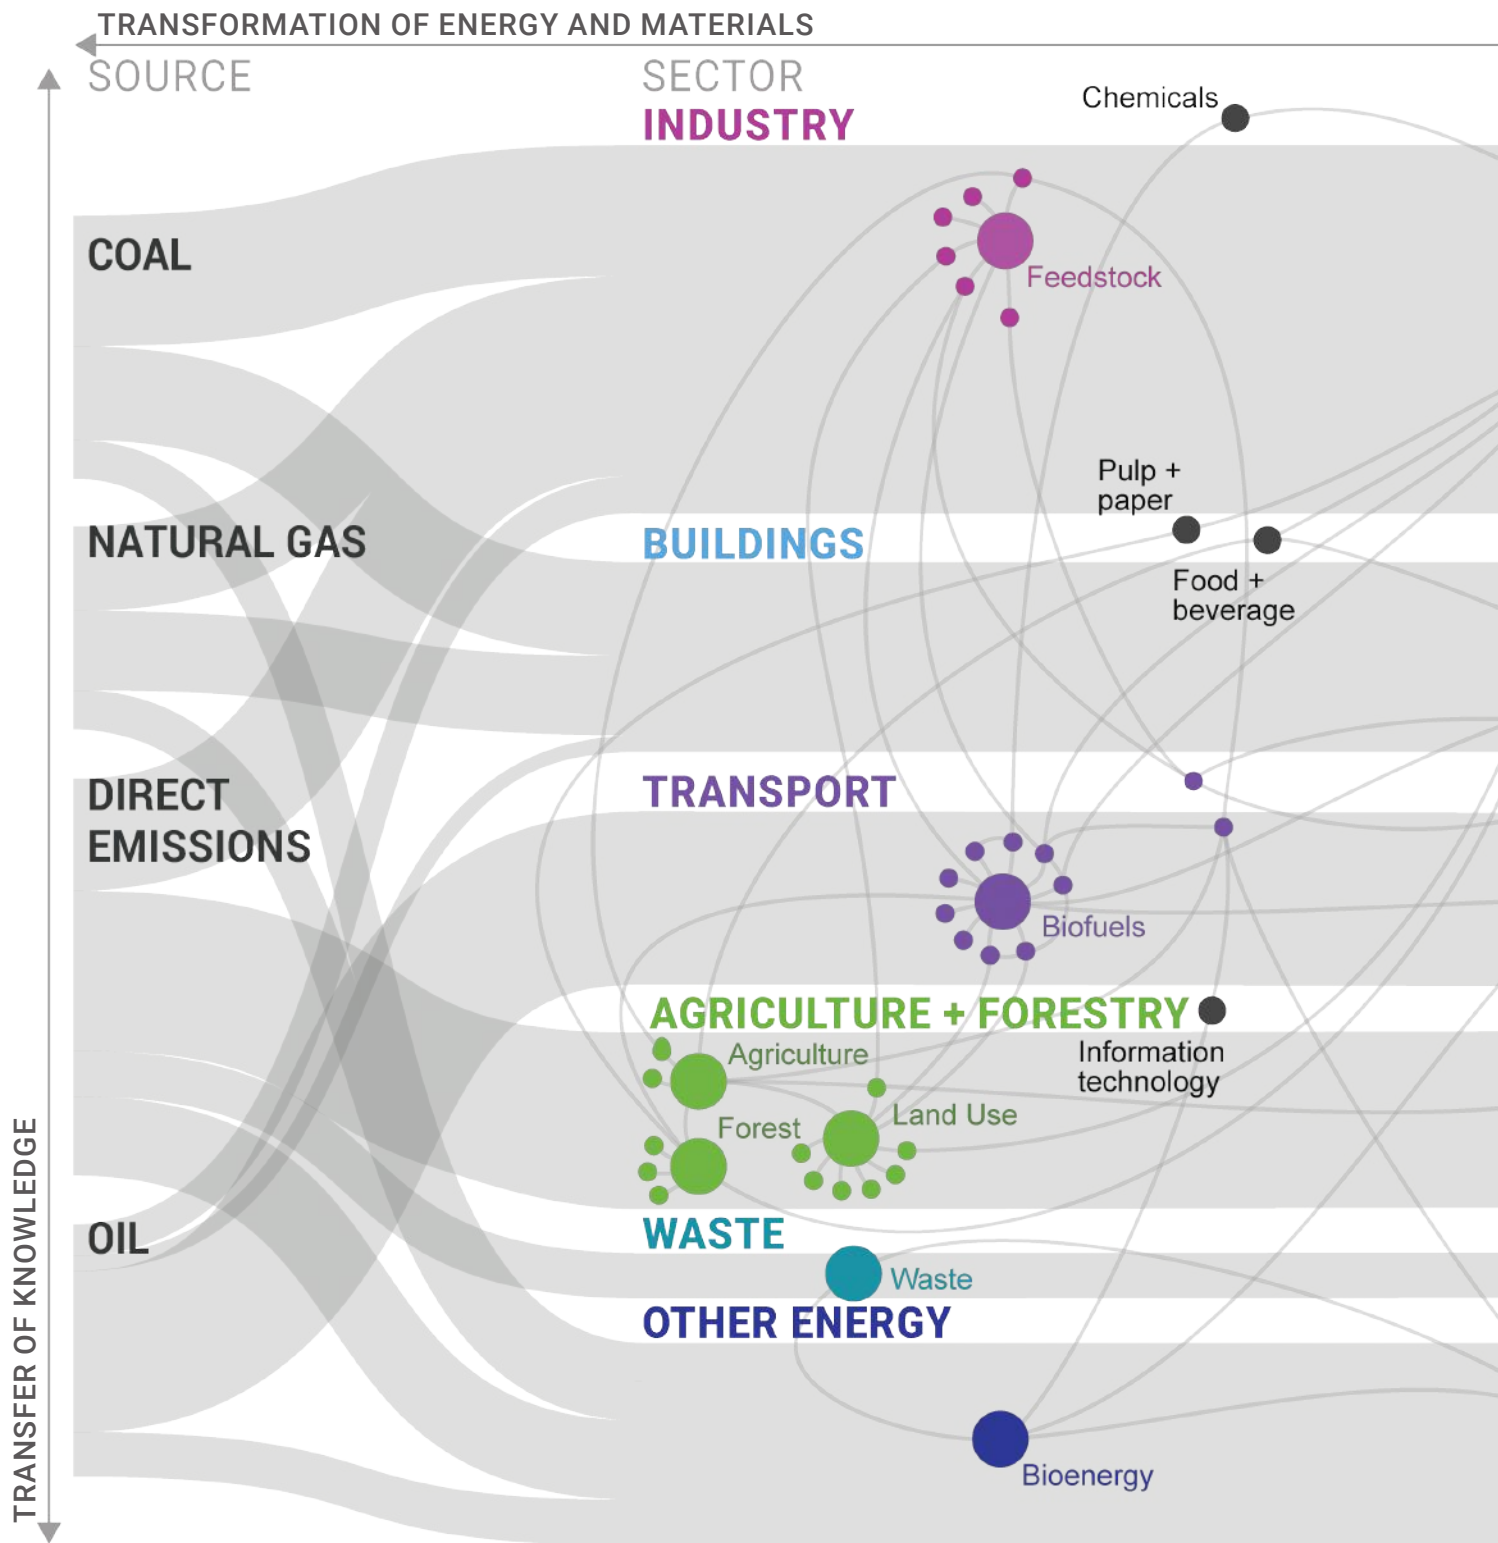 TRANSFORMATION OF ENERGY AND MATERIALS
SOURCE
SECTOR
INDUSTRY
Chemicals
COAL
Feedstock
Pulp +
paper
NATURAL GAS
BUILDINGS
Food +
beverage
DIRECT
EMISSIONS
TRANSPORT
Biofuels
AGRICULTURE + FORESTRY
Agriculture
Information
technology
Forest
Land Use
OIL
WASTE
Waste
OTHER ENERGY
Bioenergy
TRANSFER OF KNOWLEDGE